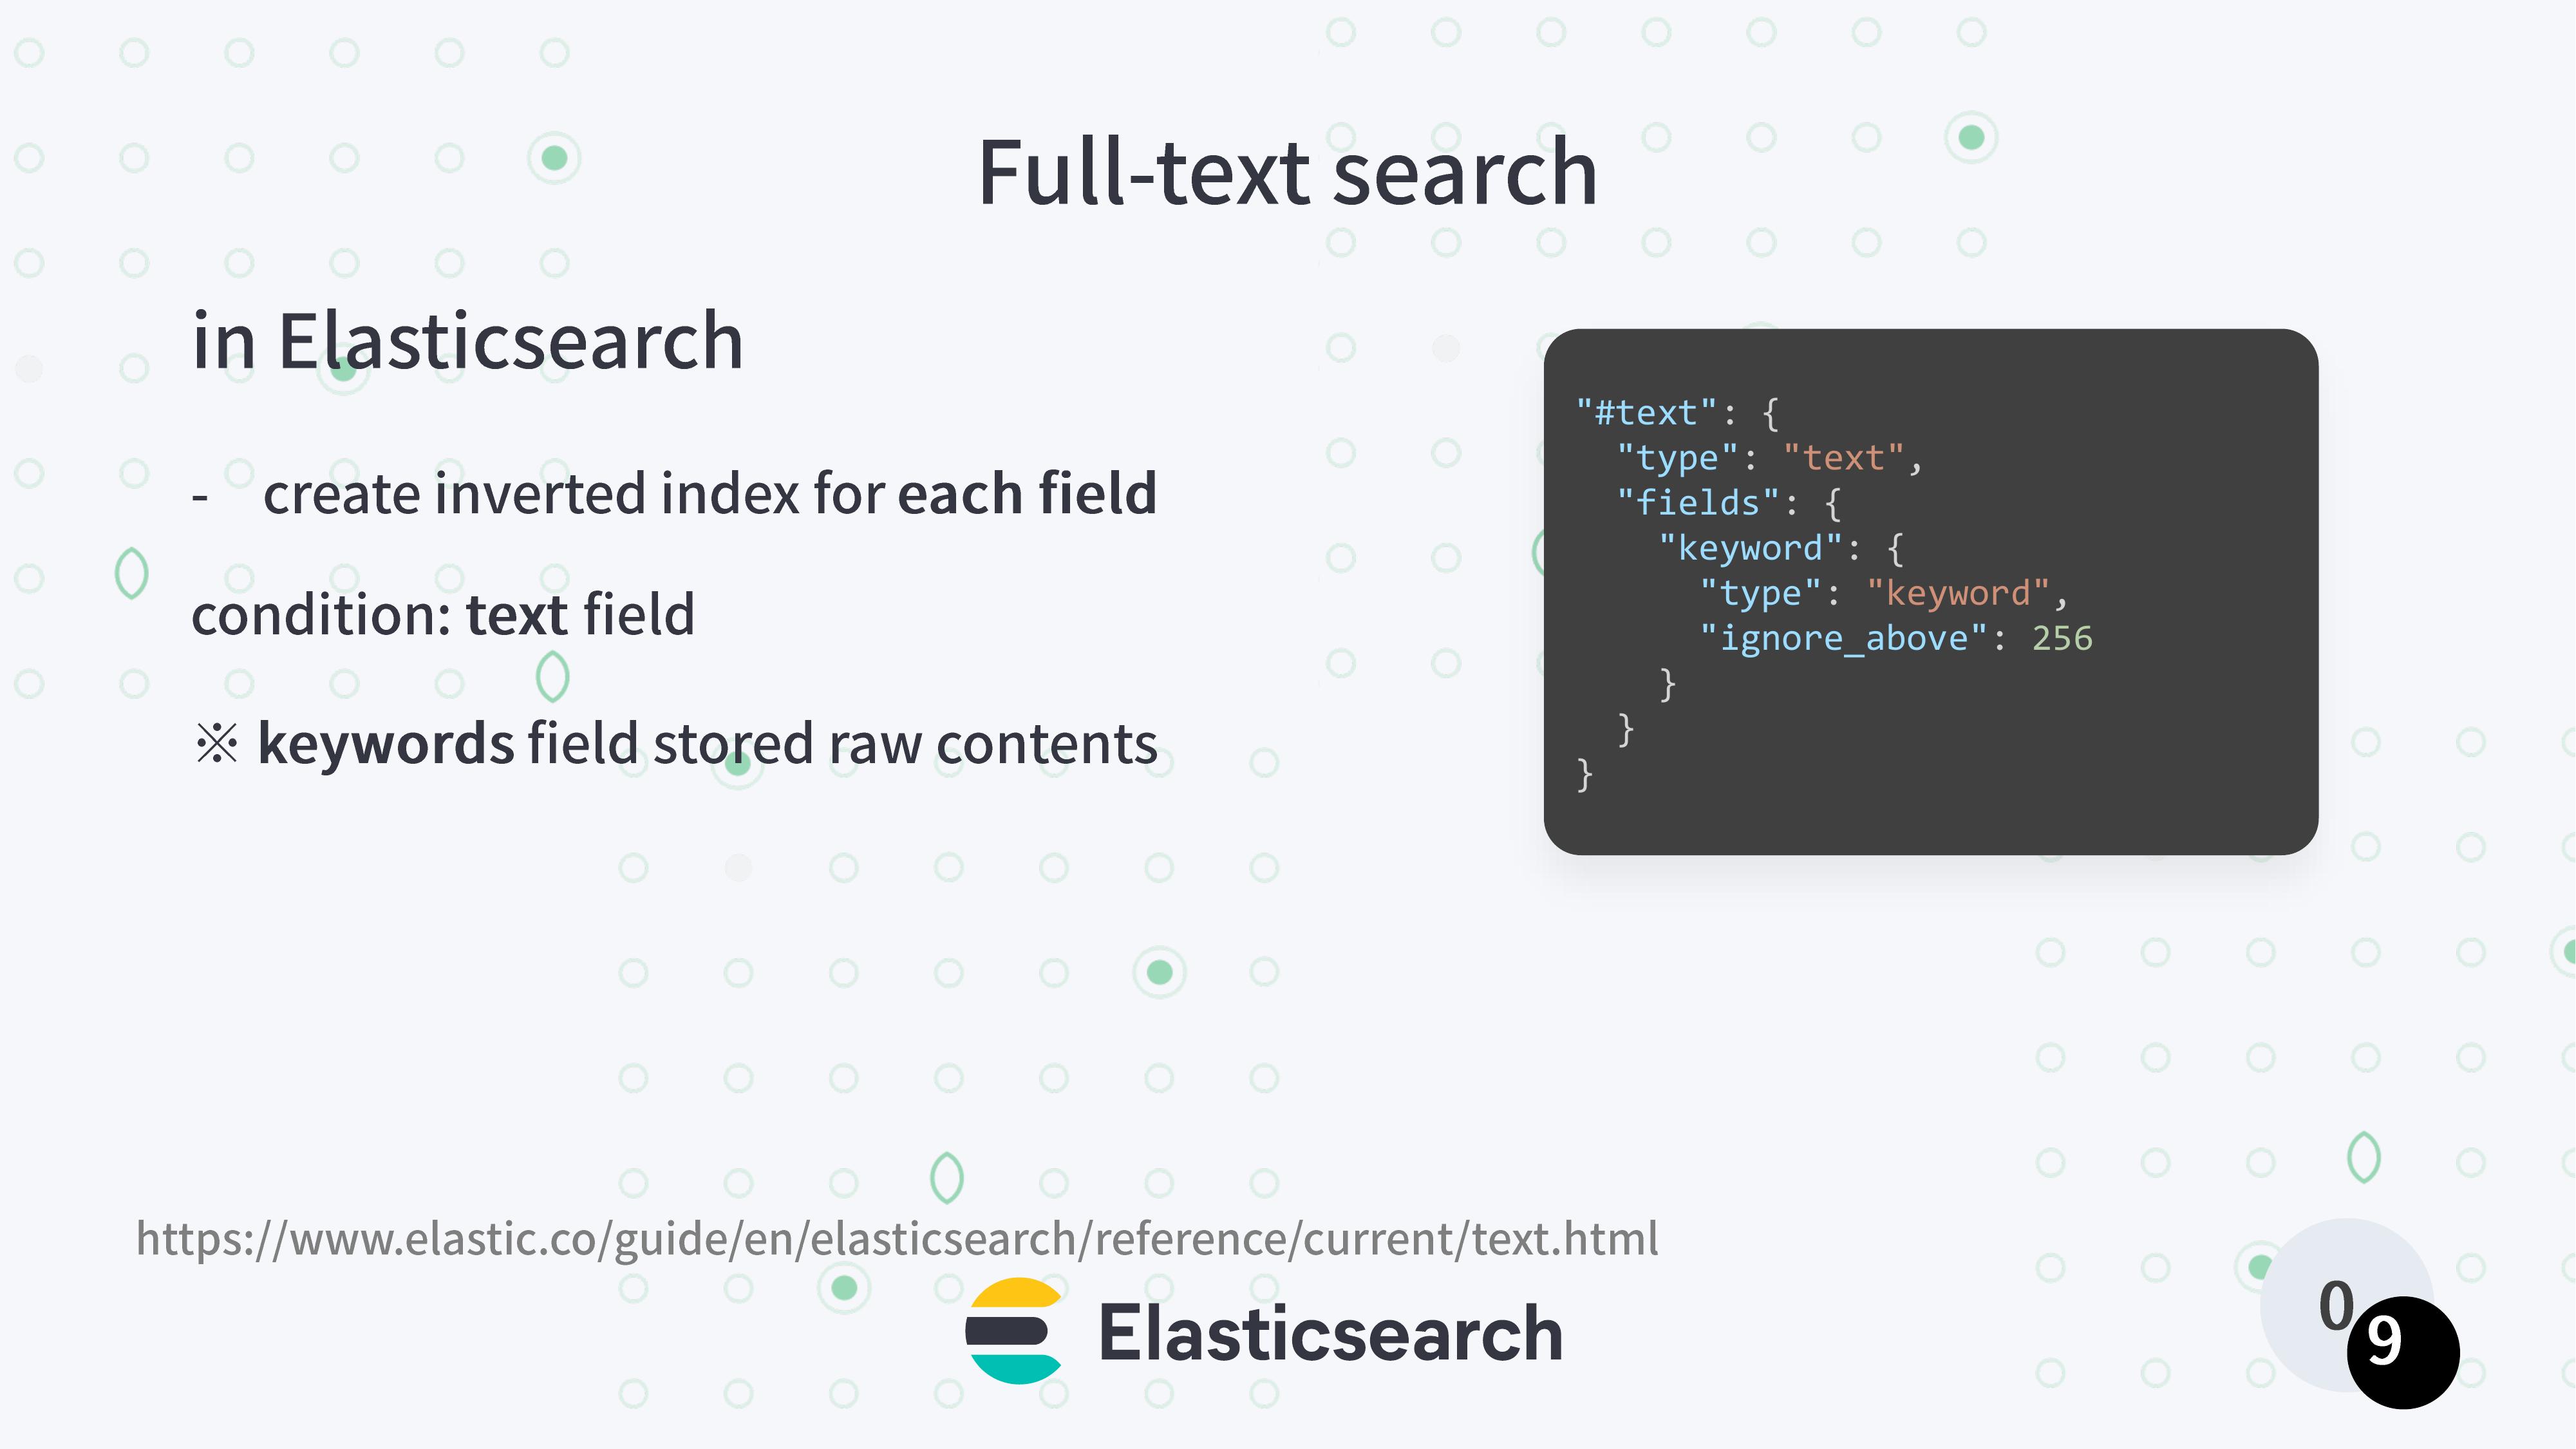 Full-text search
in Elasticsearch
- create inverted index for each field
condition: text field
※ keywords field stored raw contents
"#text": {
  "type": "text",
  "fields": {
    "keyword": {
      "type": "keyword",
      "ignore_above": 256
    }
  }
}
https://www.elastic.co/guide/en/elasticsearch/reference/current/text.html
Elasticsearch
09